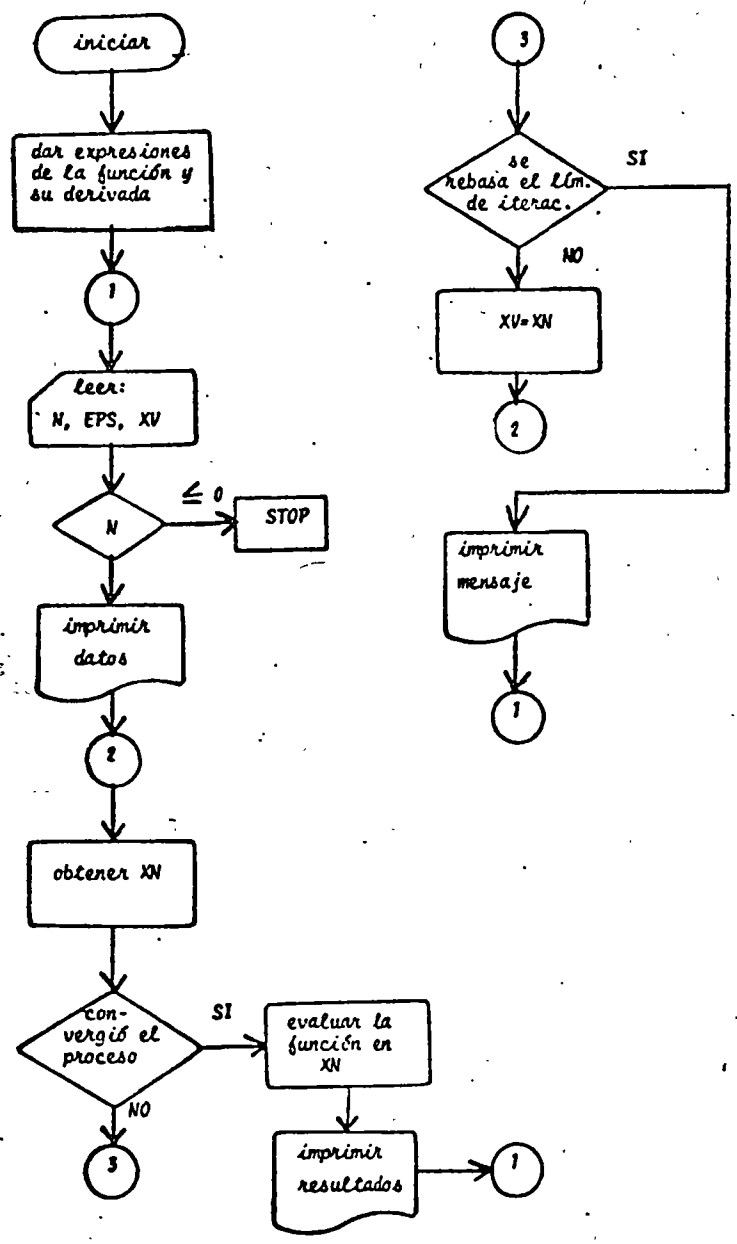 iniciar
dar expresiones
de la función y
su derivada
1
leer:
N, EPS, XV
N
≤ 0
STOP
imprimir
datos
2
obtener XN
con-
vergió el
proceso
SI
NO
3
evaluar la
función en
XN
imprimir
resultados
1
3
se
rebasa el lím.
de iterac.
SI
NO
XV=XN
2
imprimir
mensaje
1